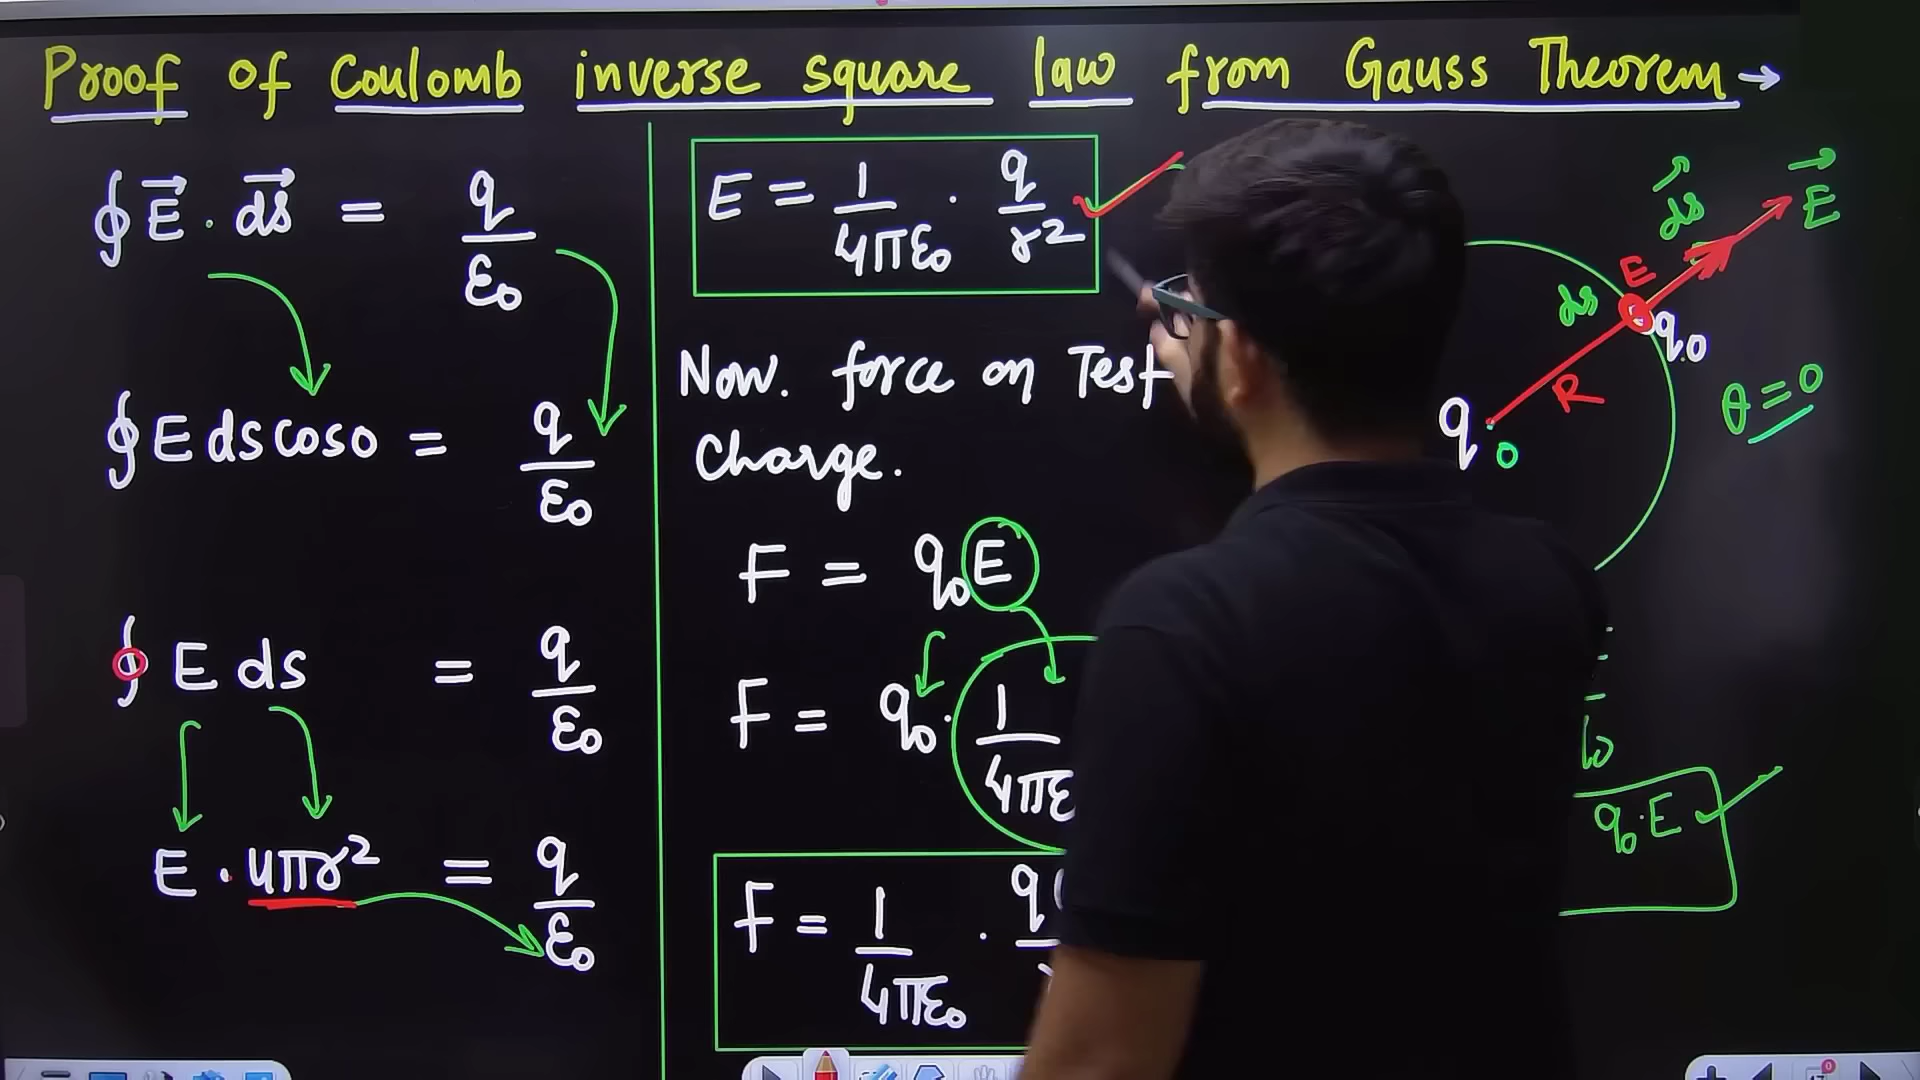 Proof of Coulomb inverse square law from Gauss Theorem →
∮ E⃗ . ds⃗ = q/ε₀
∮ E ds cos0 = q/ε₀
∮ E ds = q/ε₀
E . 4πr² = q/ε₀
E = 1/4πε₀ . q/r²
Now. force on Test
Charge.
F = q₀E
F = q₀ . 1/4πε
F = 1/4πε₀ . q
ds⃗
E⃗
E
ds
q₀
R
θ = 0
q
o
q₀.E